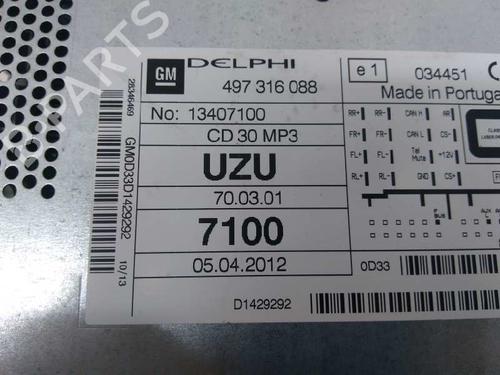 GM DELPHI
497 316 088
No: 13407100
CD 30 MP3
UZU
70.03.01
7100
05.04.2012
D1429292
28346469
GM0D33D1429292
10/13
e1 034451
Made in Portugal
RR+ RR- CAN H AR
FR+ FR- CAN L CS-
FL+ FL- Tel Mute +12V
RL+ RL- GND CS+
0D33
PARTS